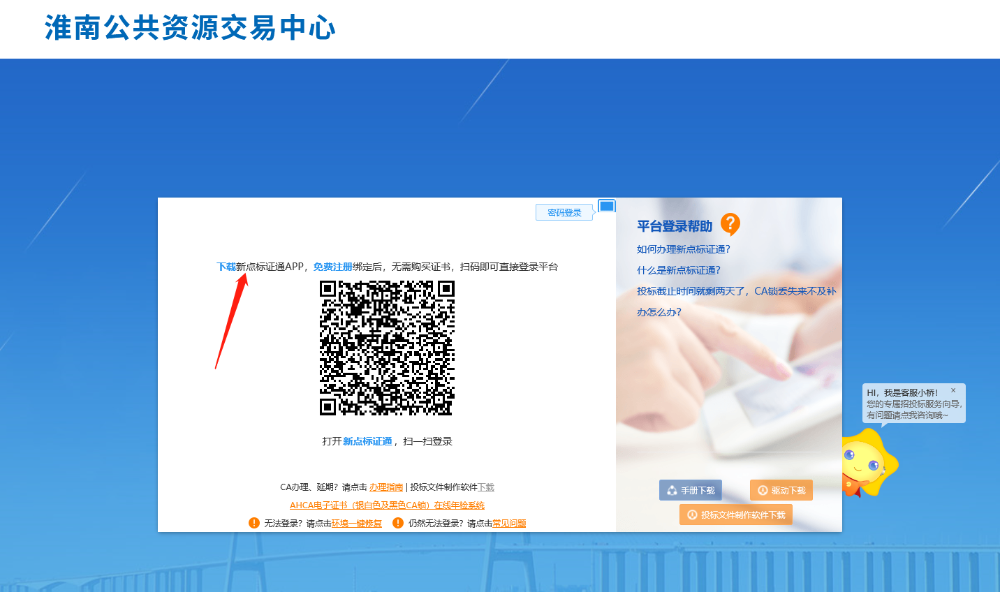 淮南公共资源交易中心
密码登录
下载新点标证通APP，免费注册绑定后，无需购买证书，扫码即可直接登录平台
打开 新点标证通 ，扫一扫登录
CA办理、延期？请点击 办理指南 | 投标文件制作软件下载
AHCA电子证书（银白色及黑色CA锁）在线年检系统
无法登录？请点击环境一键修复 仍然无法登录？请点击常见问题
平台登录帮助
如何办理新点标证通？
什么是新点标证通？
投标截止时间就剩两天了，CA锁丢失来不及补
办怎么办？
手册下载 驱动下载
投标文件制作软件下载
HI，我是客服小桥！ ×
您的专属招投标服务向导，
有问题请点我咨询哦~